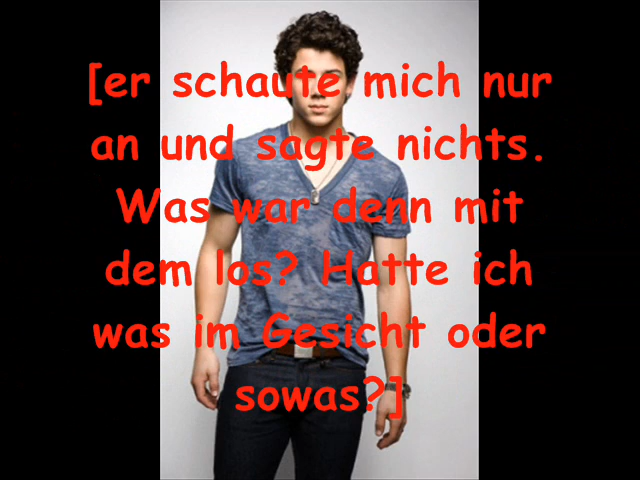 [er schaute mich nur
an und sagte nichts.
Was war denn mit
dem los? Hatte ich
was im Gesicht oder
sowas?]